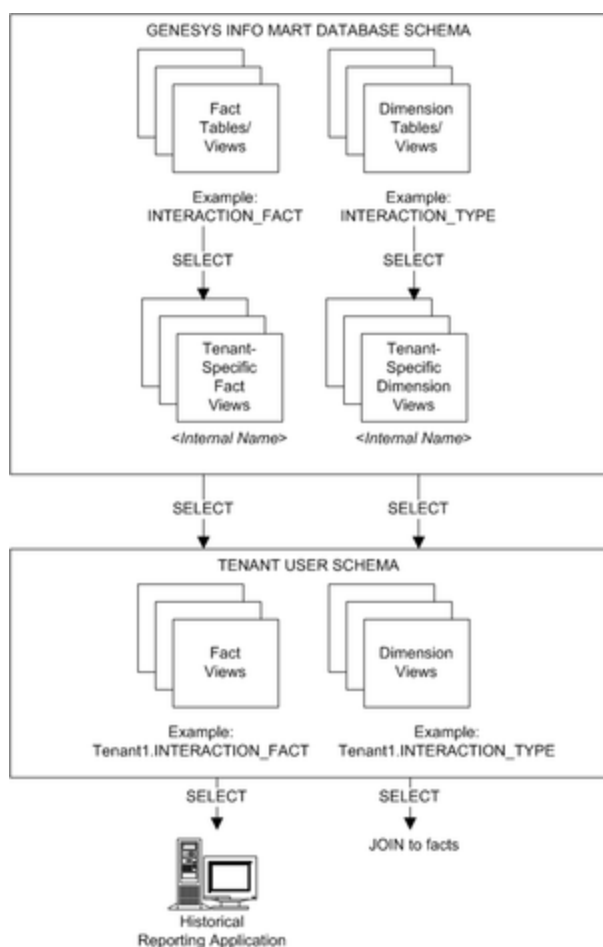 GENESYS INFO MART DATABASE SCHEMA
Fact
Tables/
Views
Dimension
Tables/
Views
Example:
INTERACTION_FACT
Example:
INTERACTION_TYPE
SELECT
SELECT
Tenant-
Specific
Fact
Views
Tenant-
Specific
Dimension
Views
<Internal Name>
<Internal Name>
SELECT
SELECT
TENANT USER SCHEMA
Fact
Views
Dimension
Views
Example:
Tenant1.INTERACTION_FACT
Example:
Tenant1.INTERACTION_TYPE
SELECT
SELECT
JOIN to facts
Historical
Reporting Application